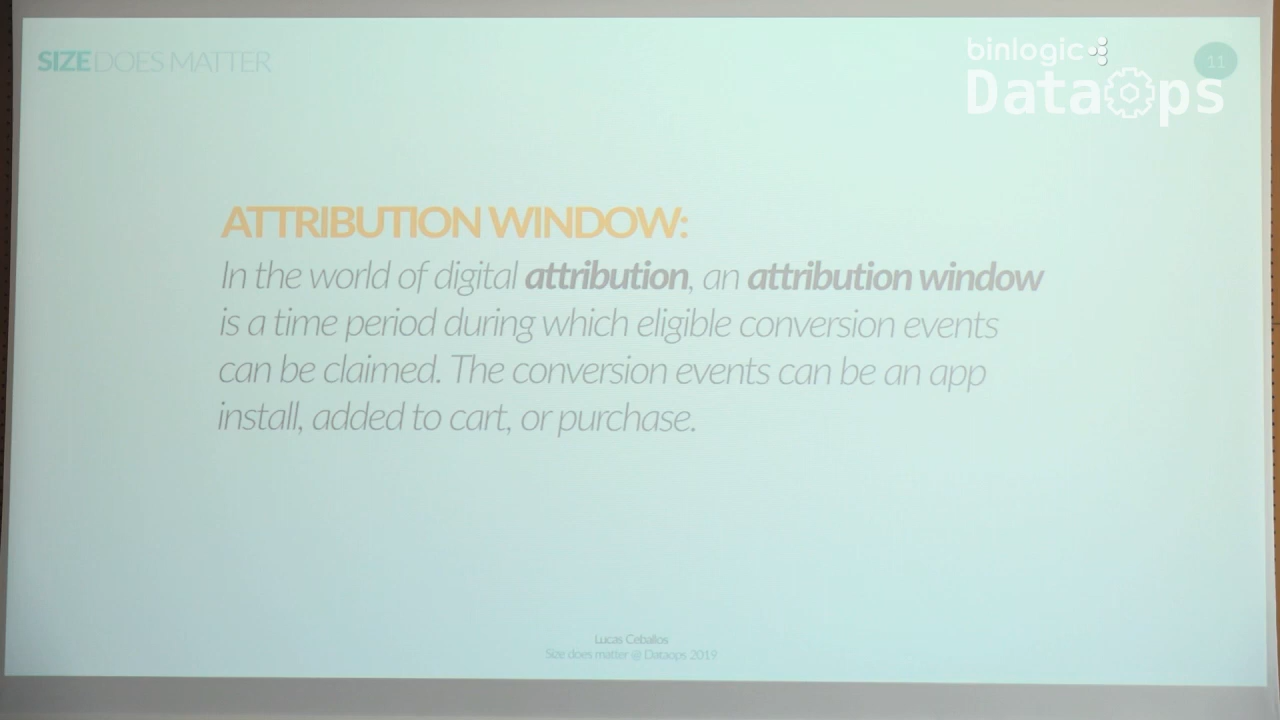 SIZE DOES MATTER
binlogic
DataOps
11
ATTRIBUTION WINDOW:
In the world of digital attribution, an attribution window
is a time period during which eligible conversion events
can be claimed. The conversion events can be an app
install, added to cart, or purchase.
Lucas Ceballos
Size does matter @ Dataops 2019